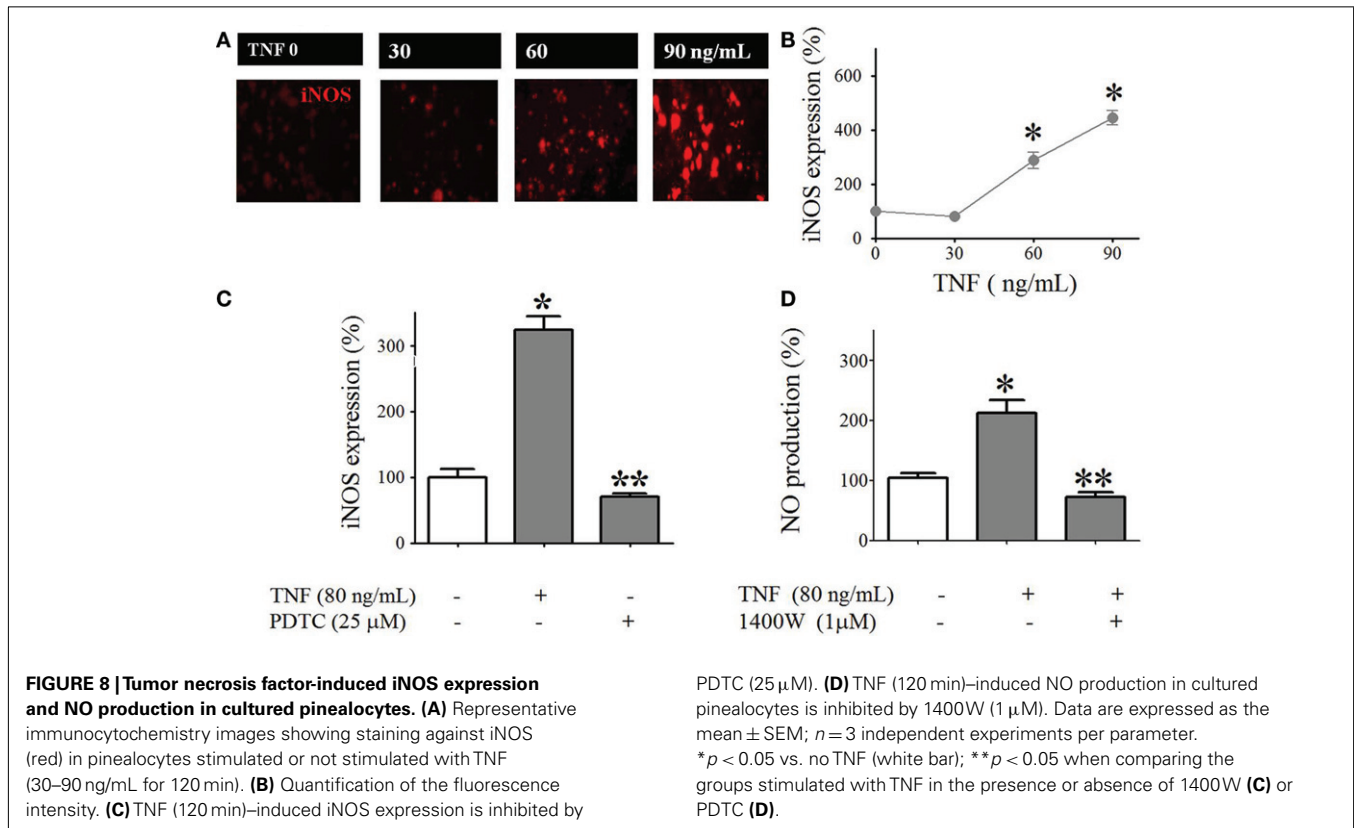 A
TNF 0
30
60
90 ng/mL
iNOS
B
iNOS expression (%)
600
400
200
0
0
30
60
90
*
*
TNF ( ng/mL)
C
iNOS expression (%)
300
200
100
0
*
**
TNF (80 ng/mL) - + -
PDTC (25 µM) - - +
D
NO production (%)
300
200
100
0
*
**
TNF (80 ng/mL) - + +
1400W (1µM) - - +
FIGURE 8 | Tumor necrosis factor-induced iNOS expression
and NO production in cultured pinealocytes. (A) Representative
immunocytochemistry images showing staining against iNOS
(red) in pinealocytes stimulated or not stimulated with TNF
(30–90 ng/mL for 120 min). (B) Quantification of the fluorescence
intensity. (C) TNF (120 min)–induced iNOS expression is inhibited by
PDTC (25 µM). (D) TNF (120 min)–induced NO production in cultured
pinealocytes is inhibited by 1400W (1 µM). Data are expressed as the
mean ± SEM; n = 3 independent experiments per parameter.
*p < 0.05 vs. no TNF (white bar); **p < 0.05 when comparing the
groups stimulated with TNF in the presence or absence of 1400W (C) or
PDTC (D).